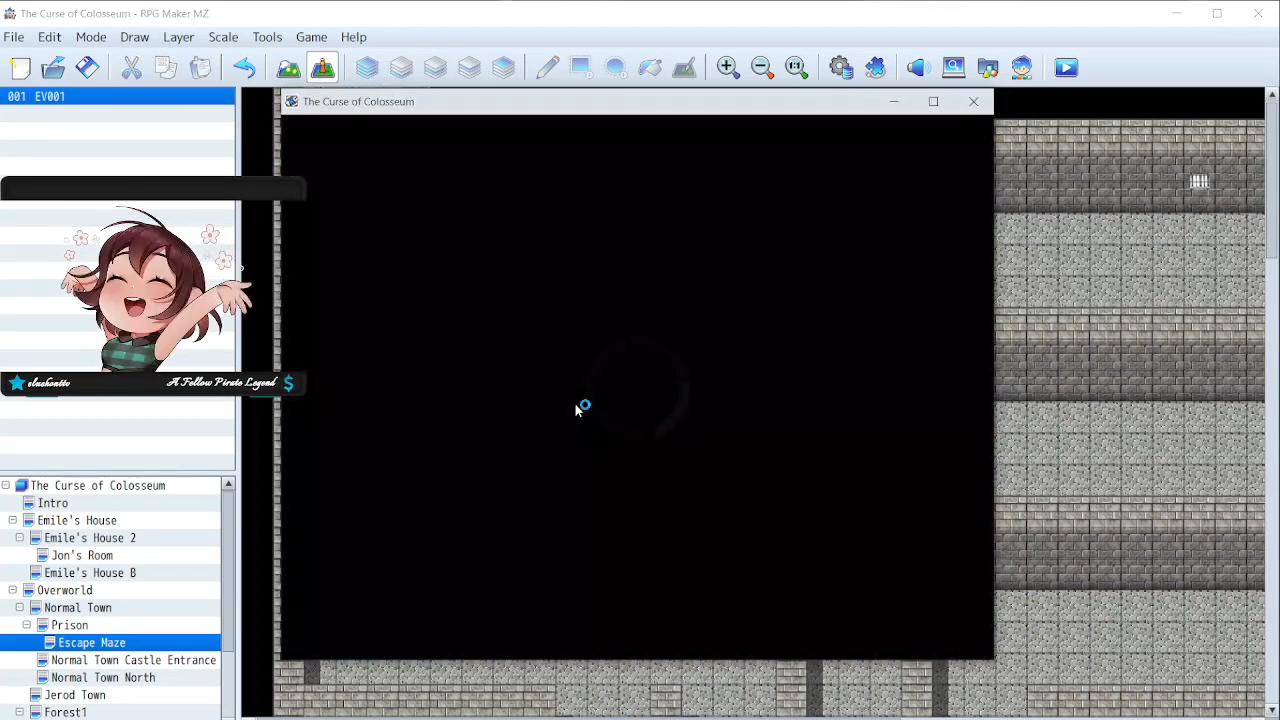 The Curse of Colosseum - RPG Maker MZ
File Edit Mode Draw Layer Scale Tools Game Help
001 EV001
The Curse of Colosseum
A Fellow Pirate Legend
The Curse of Colosseum
Intro
Emile's House
Emile's House 2
Jon's Room
Emile's House B
Overworld
Normal Town
Prison
Escape Maze
Normal Town Castle Entrance
Normal Town North
Jerod Town
Forest1